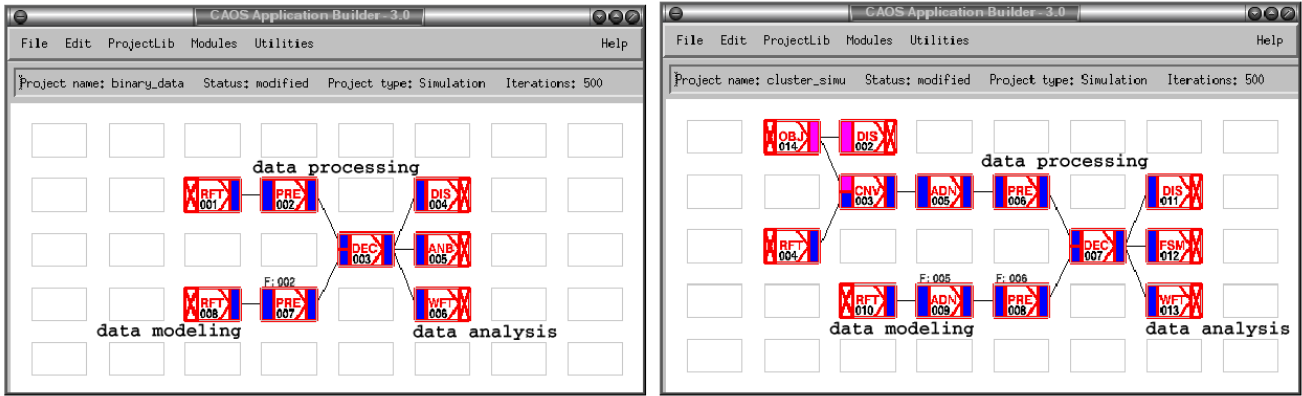 CAOS Application Builder - 3.0
File Edit ProjectLib Modules Utilities Help
Project name: binary_data Status: modified Project type: Simulation Iterations: 500
data processing
RFT 001
PRE 002
DIS 004
DEC 003
ANB 005
F: 002
RFT 008
PRE 007
WFT 006
data modeling
data analysis
CAOS Application Builder - 3.0
File Edit ProjectLib Modules Utilities Help
Project name: cluster_simu Status: modified Project type: Simulation Iterations: 500
OBJ 014
DIS 002
data processing
CNV 003
ADN 005
PRE 006
DIS 011
RFT 004
DEC 007
FSM 012
F: 005
F: 006
RFT 010
ADN 009
PRE 008
WFT 013
data modeling
data analysis